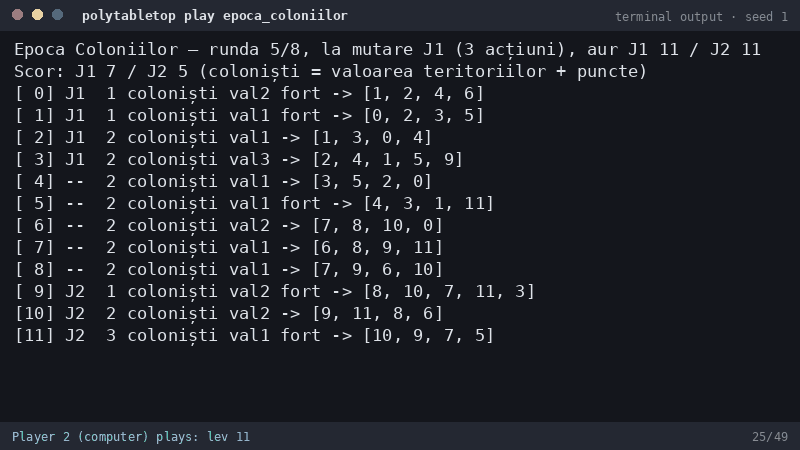 polytabletop play epoca_coloniilor
terminal output · seed 1
Epoca Coloniilor — runda 5/8, la mutare J1 (3 acțiuni), aur J1 11 / J2 11
Scor: J1 7 / J2 5 (coloniști = valoarea teritoriilor + puncte)
[ 0] J1  1 coloniști val2 fort -> [1, 2, 4, 6]
[ 1] J1  1 coloniști val1 fort -> [0, 2, 3, 5]
[ 2] J1  2 coloniști val1 -> [1, 3, 0, 4]
[ 3] J1  2 coloniști val3 -> [2, 4, 1, 5, 9]
[ 4] --  2 coloniști val1 -> [3, 5, 2, 0]
[ 5] --  2 coloniști val1 fort -> [4, 3, 1, 11]
[ 6] --  2 coloniști val2 -> [7, 8, 10, 0]
[ 7] --  2 coloniști val1 -> [6, 8, 9, 11]
[ 8] --  2 coloniști val1 -> [7, 9, 6, 10]
[ 9] J2  1 coloniști val2 fort -> [8, 10, 7, 11, 3]
[10] J2  2 coloniști val2 -> [9, 11, 8, 6]
[11] J2  3 coloniști val1 fort -> [10, 9, 7, 5]
Player 2 (computer) plays: lev 11
25/49